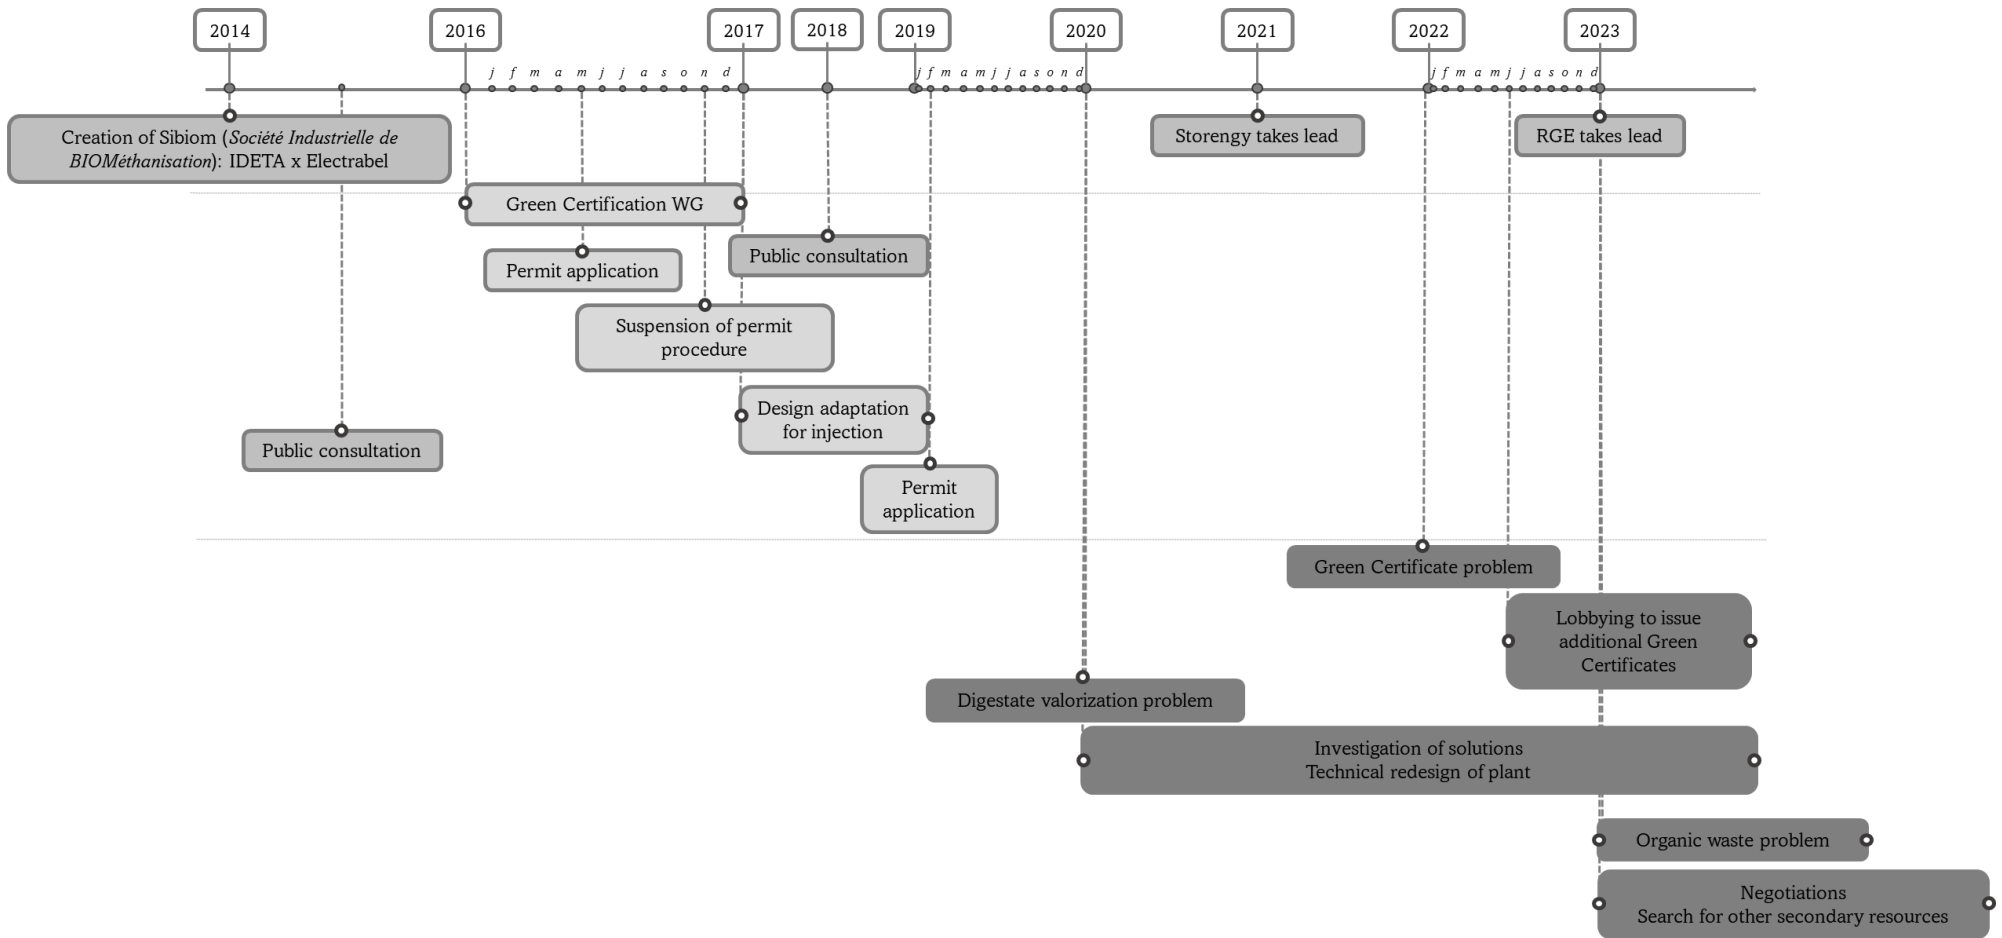 2014
2016
2017
2018
2019
2020
2021
2022
2023
j f m a m j j a s o n d
j f m a m j j a s o n d
j f m a m j j a s o n d
Creation of Sibiom (Société Industrielle de
BIOMéthanisation): IDETA x Electrabel
Storengy takes lead
RGE takes lead
Green Certification WG
Public consultation
Permit application
Suspension of permit
procedure
Design adaptation
for injection
Public consultation
Permit
application
Green Certificate problem
Lobbying to issue
additional Green
Certificates
Digestate valorization problem
Investigation of solutions
Technical redesign of plant
Organic waste problem
Negotiations
Search for other secondary resources